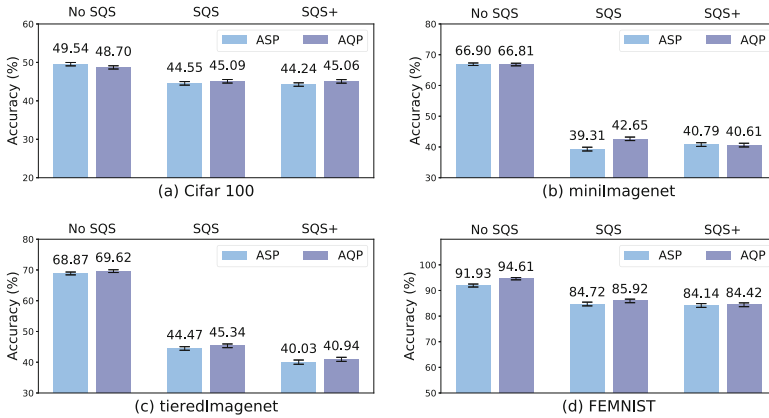 No SQS SQS SQS+
ASP AQP
Accuracy (%)
80
70
60
50
40
30
20
49.54 48.70 44.55 45.09 44.24 45.06
(a) Cifar 100
No SQS SQS SQS+
ASP AQP
Accuracy (%)
80
70
60
50
40
30
66.90 66.81 39.31 42.65 40.79 40.61
(b) miniImagenet
No SQS SQS SQS+
ASP AQP
Accuracy (%)
80
70
60
50
40
30
68.87 69.62 44.47 45.34 40.03 40.94
(c) tieredImagenet
No SQS SQS SQS+
ASP AQP
Accuracy (%)
100
90
80
70
60
50
91.93 94.61 84.72 85.92 84.14 84.42
(d) FEMNIST